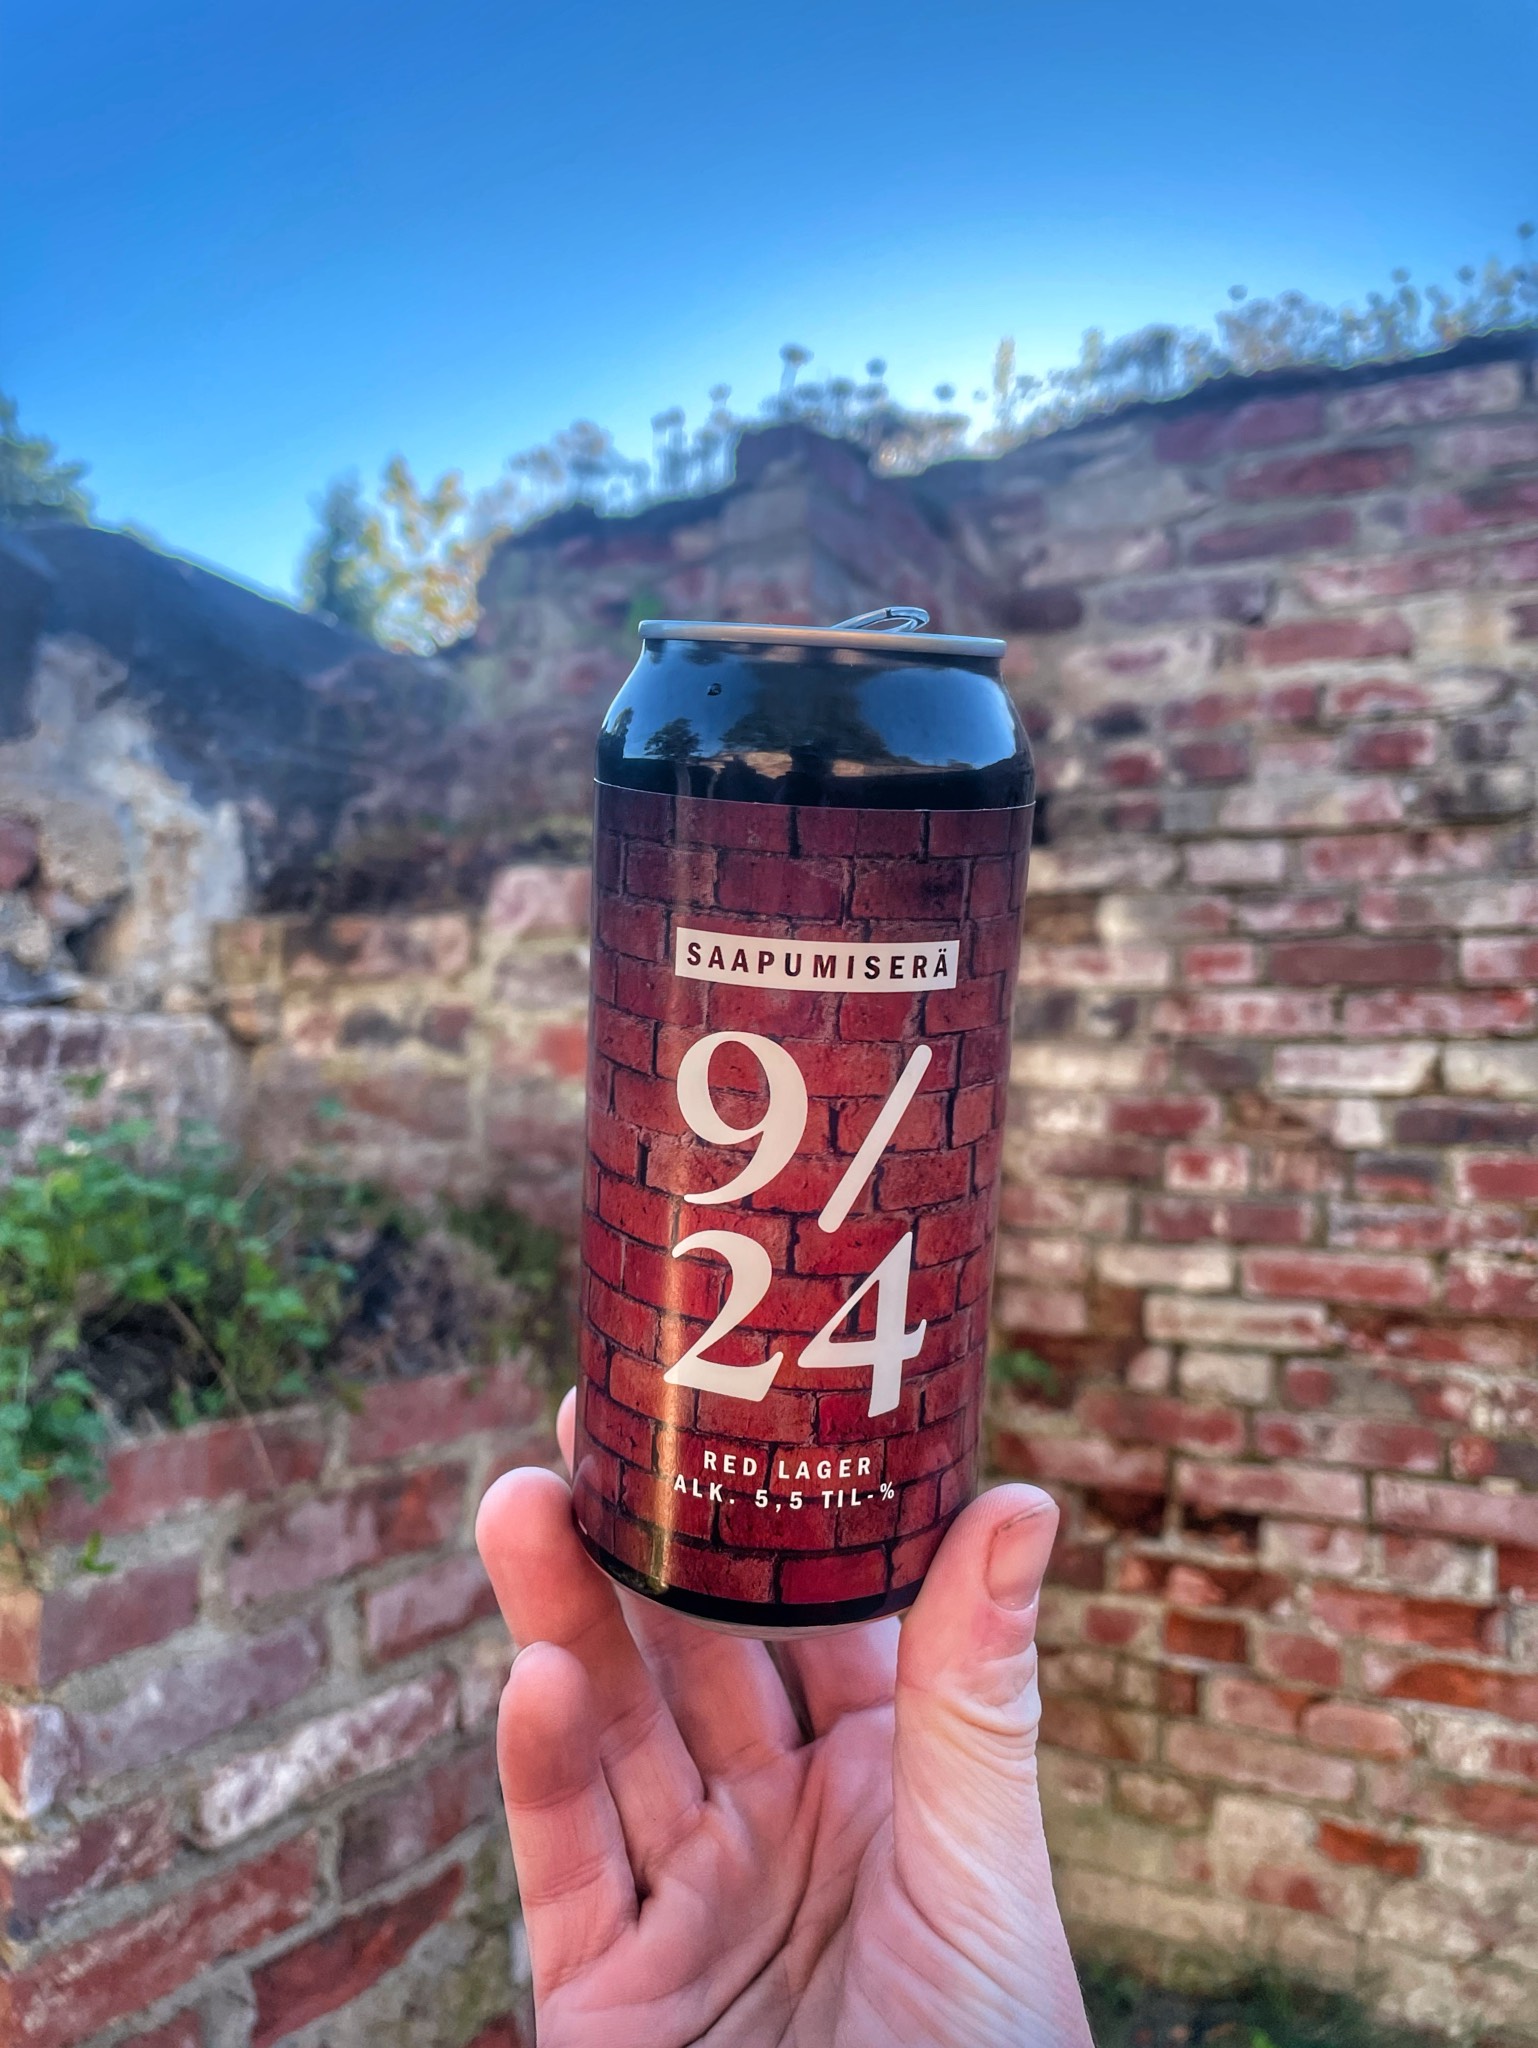 SAAPUMISERÄ
9/
24
RED LAGER
ALK. 5,5 TIL-%